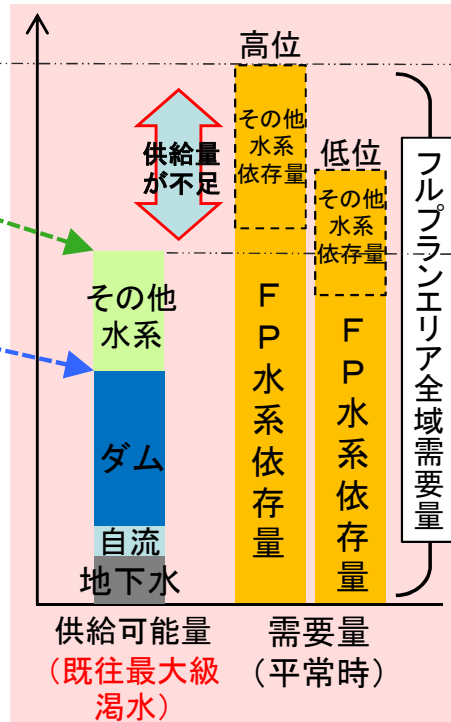 高位
その他
水系
依存量
供給量
が不足
低位
その他
水系
依存量
その他
水系
ダム
自流
地下水
FP水系依存量
FP水系依存量
フルプランエリア全域需要量
供給可能量
（既往最大級
渇水）
需要量
（平常時）